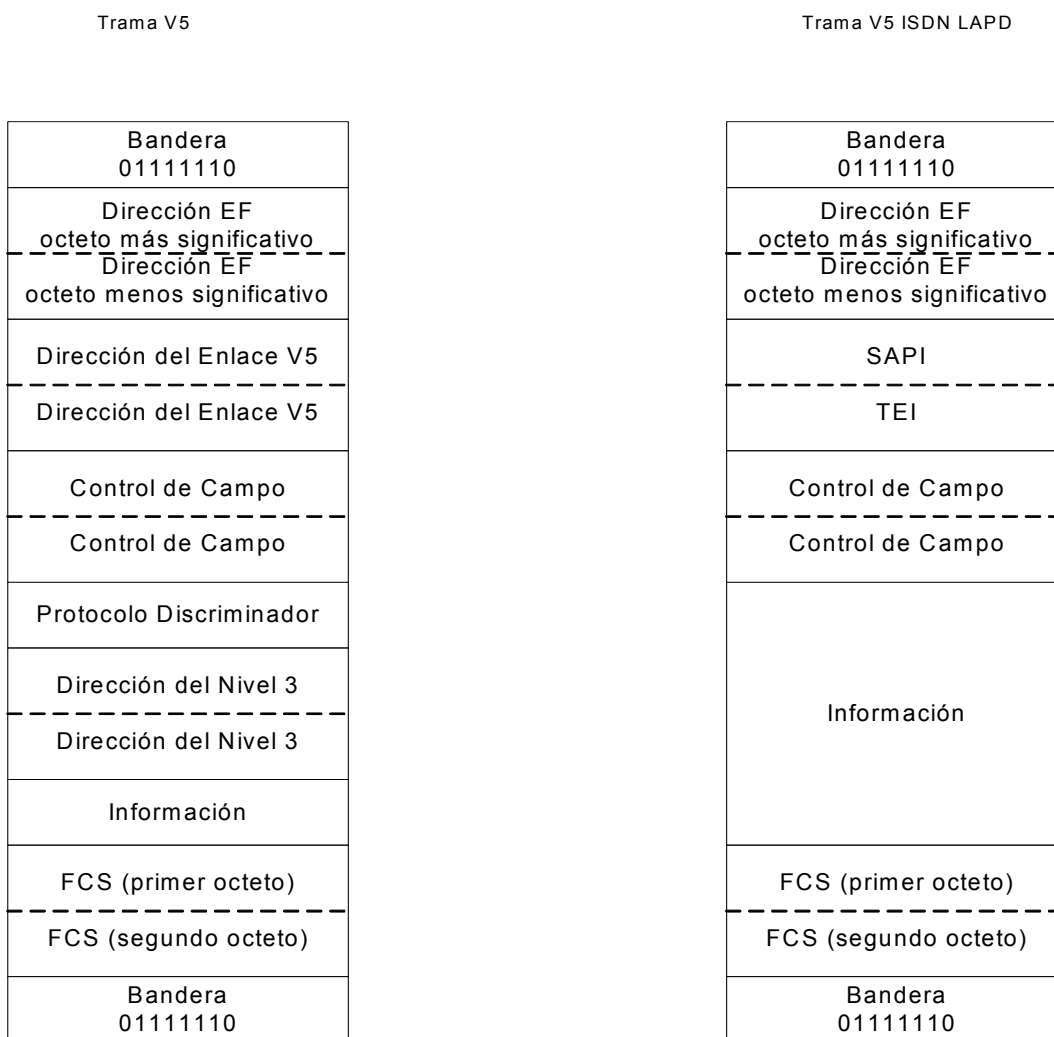 Trama V5
Bandera
01111110
Dirección EF
octeto más significativo
Dirección EF
octeto menos significativo
Dirección del Enlace V5
Dirección del Enlace V5
Control de Campo
Control de Campo
Protocolo Discriminador
Dirección del Nivel 3
Dirección del Nivel 3
Información
FCS (primer octeto)
FCS (segundo octeto)
Bandera
01111110
Trama V5 ISDN LAPD
Bandera
01111110
Dirección EF
octeto más significativo
Dirección EF
octeto menos significativo
SAPI
TEI
Control de Campo
Control de Campo
Información
FCS (primer octeto)
FCS (segundo octeto)
Bandera
01111110